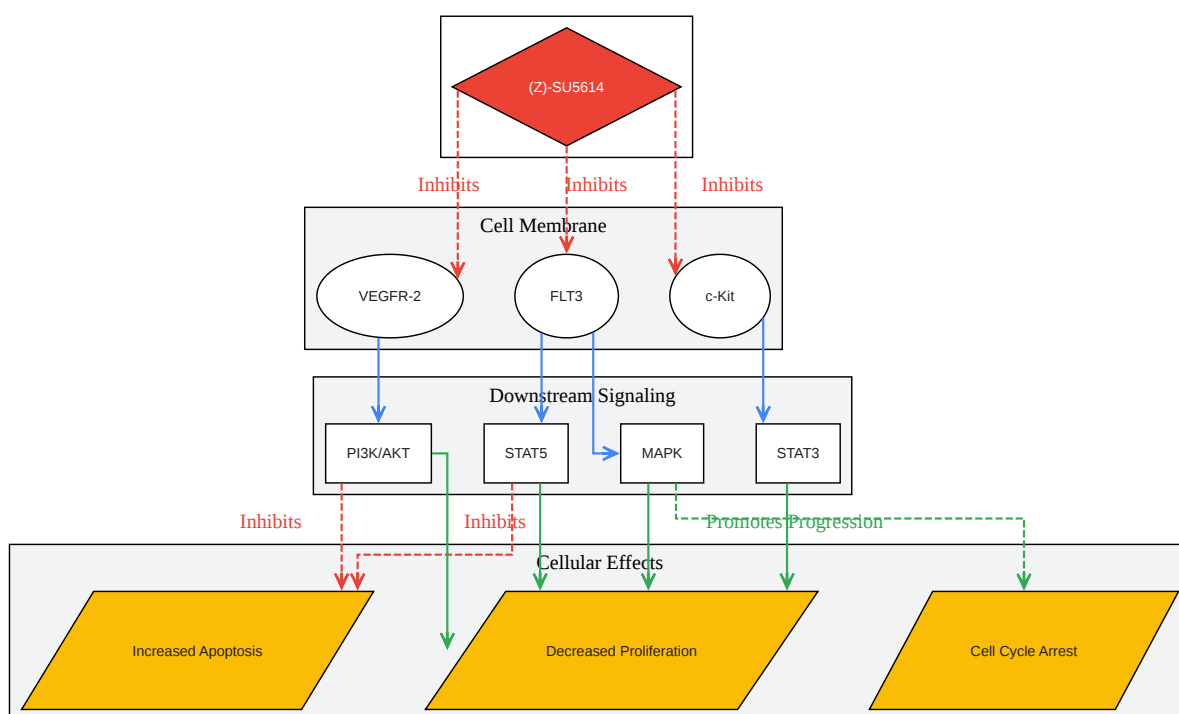 (Z)-SU5614
Inhibits
Inhibits
Inhibits
Cell Membrane
VEGFR-2
FLT3
c-Kit
Downstream Signaling
PI3K/AKT
STAT5
MAPK
STAT3
Inhibits
Inhibits
Promotes Progression
Cellular Effects
Increased Apoptosis
Decreased Proliferation
Cell Cycle Arrest